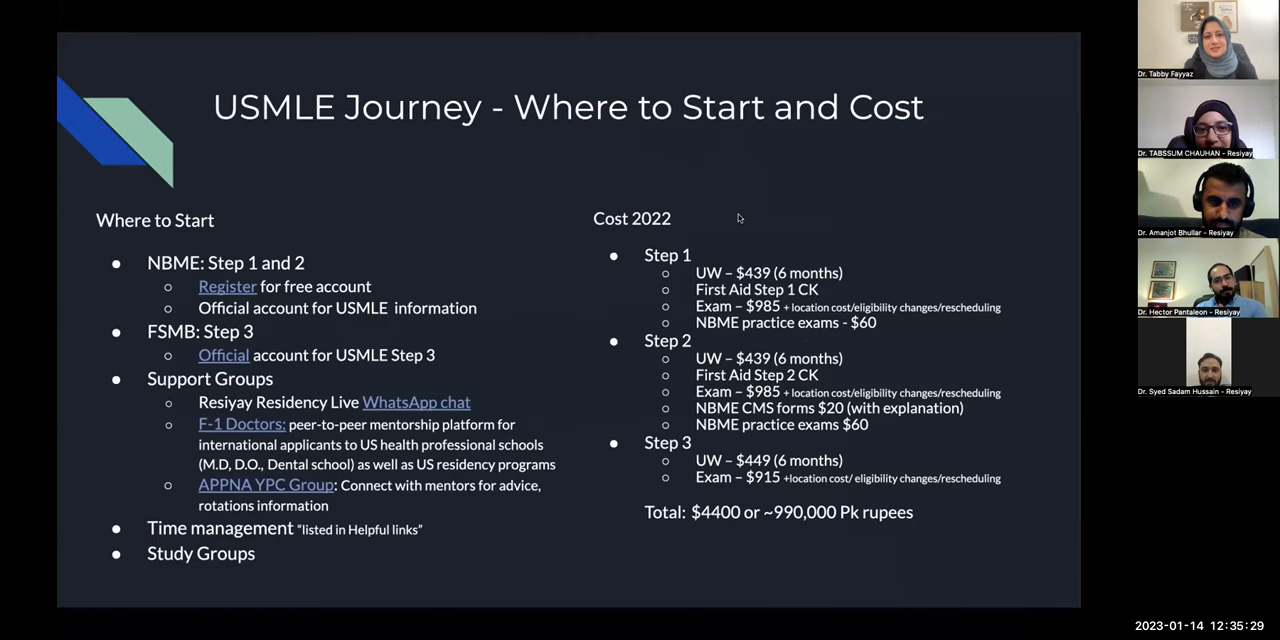 USMLE Journey - Where to Start and Cost
Where to Start
● NBME: Step 1 and 2
○ Register for free account
○ Official account for USMLE information
● FSMB: Step 3
○ Official account for USMLE Step 3
● Support Groups
○ Resiyay Residency Live WhatsApp chat
○ F-1 Doctors: peer-to-peer mentorship platform for
international applicants to US health professional schools
(M.D, D.O., Dental school) as well as US residency programs
○ APPNA YPC Group: Connect with mentors for advice,
rotations information
● Time management "listed in Helpful links"
● Study Groups
Cost 2022
● Step 1
○ UW – $439 (6 months)
○ First Aid Step 1 CK
○ Exam – $985 + location cost/eligibility changes/rescheduling
○ NBME practice exams - $60
● Step 2
○ UW – $439 (6 months)
○ First Aid Step 2 CK
○ Exam – $985 + location cost/eligibility changes/rescheduling
○ NBME CMS forms $20 (with explanation)
○ NBME practice exams $60
● Step 3
○ UW – $449 (6 months)
○ Exam – $915 +location cost/ eligibility changes/rescheduling
Total: $4400 or ~990,000 Pk rupees
Dr. Tabby Fayyaz
Dr. TABSSUM CHAUHAN - Resiyay
Dr. Amanjot Bhullar - Resiyay
Dr. Hector Pantaleon - Resiyay
Dr. Syed Sadam Hussain - Resiyay
2023-01-14 12:35:29